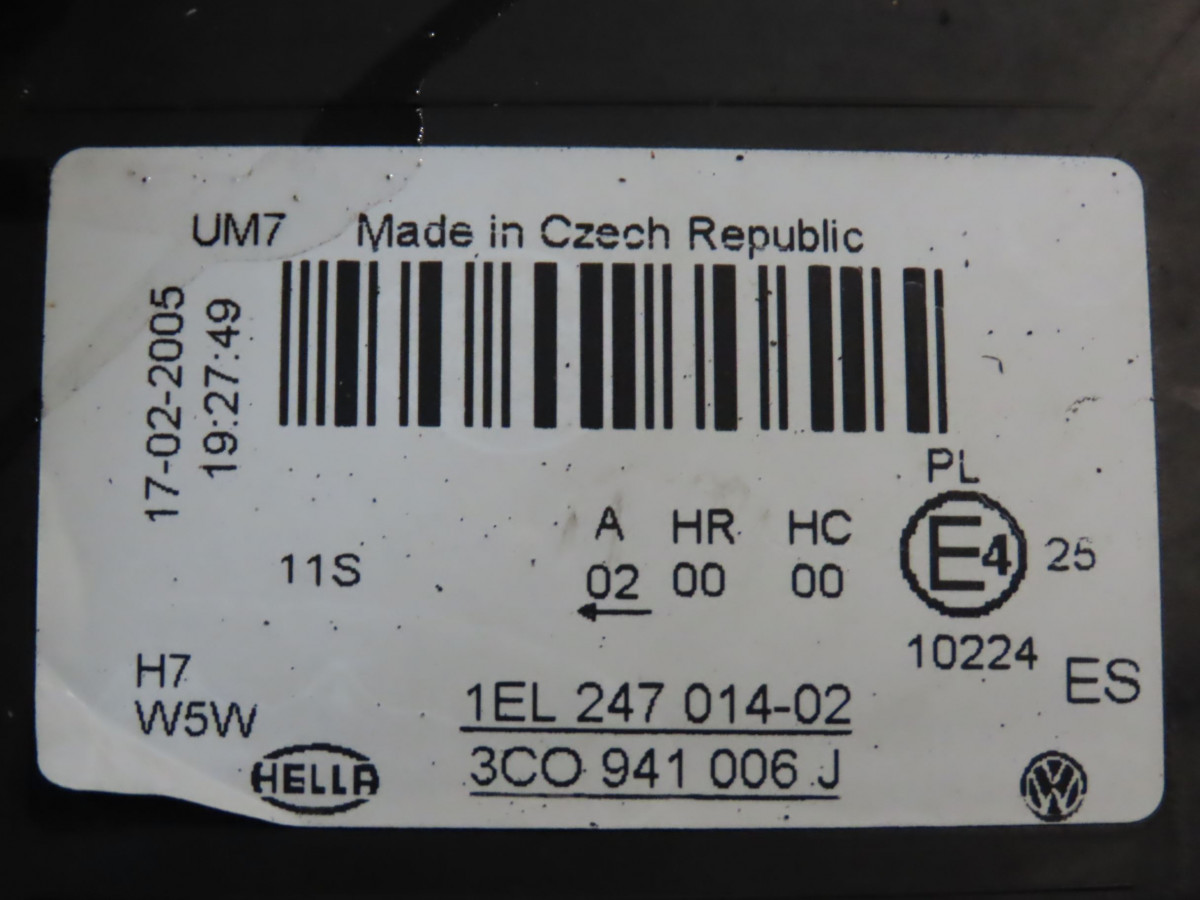 UM7 Made in Czech Republic
17-02-2005
19:27:49
PL
A HR HC
E4 25
11S 02 00 00
10224
ES
H7
W5W
1EL 247 014-02
HELLA
3CO 941 006 J
VW